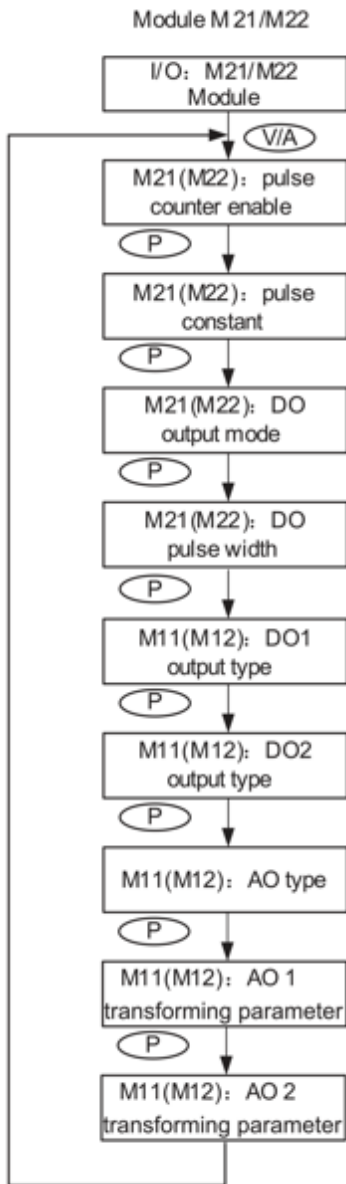 Module M21/M22
I/O: M21/M22
Module
V/A
M21(M22): pulse
counter enable
P
M21(M22): pulse
constant
P
M21(M22): DO
output mode
P
M21(M22): DO
pulse width
P
M11(M12): DO1
output type
P
M11(M12): DO2
output type
P
M11(M12): AO type
P
M11(M12): AO 1
transforming parameter
P
M11(M12): AO 2
transforming parameter